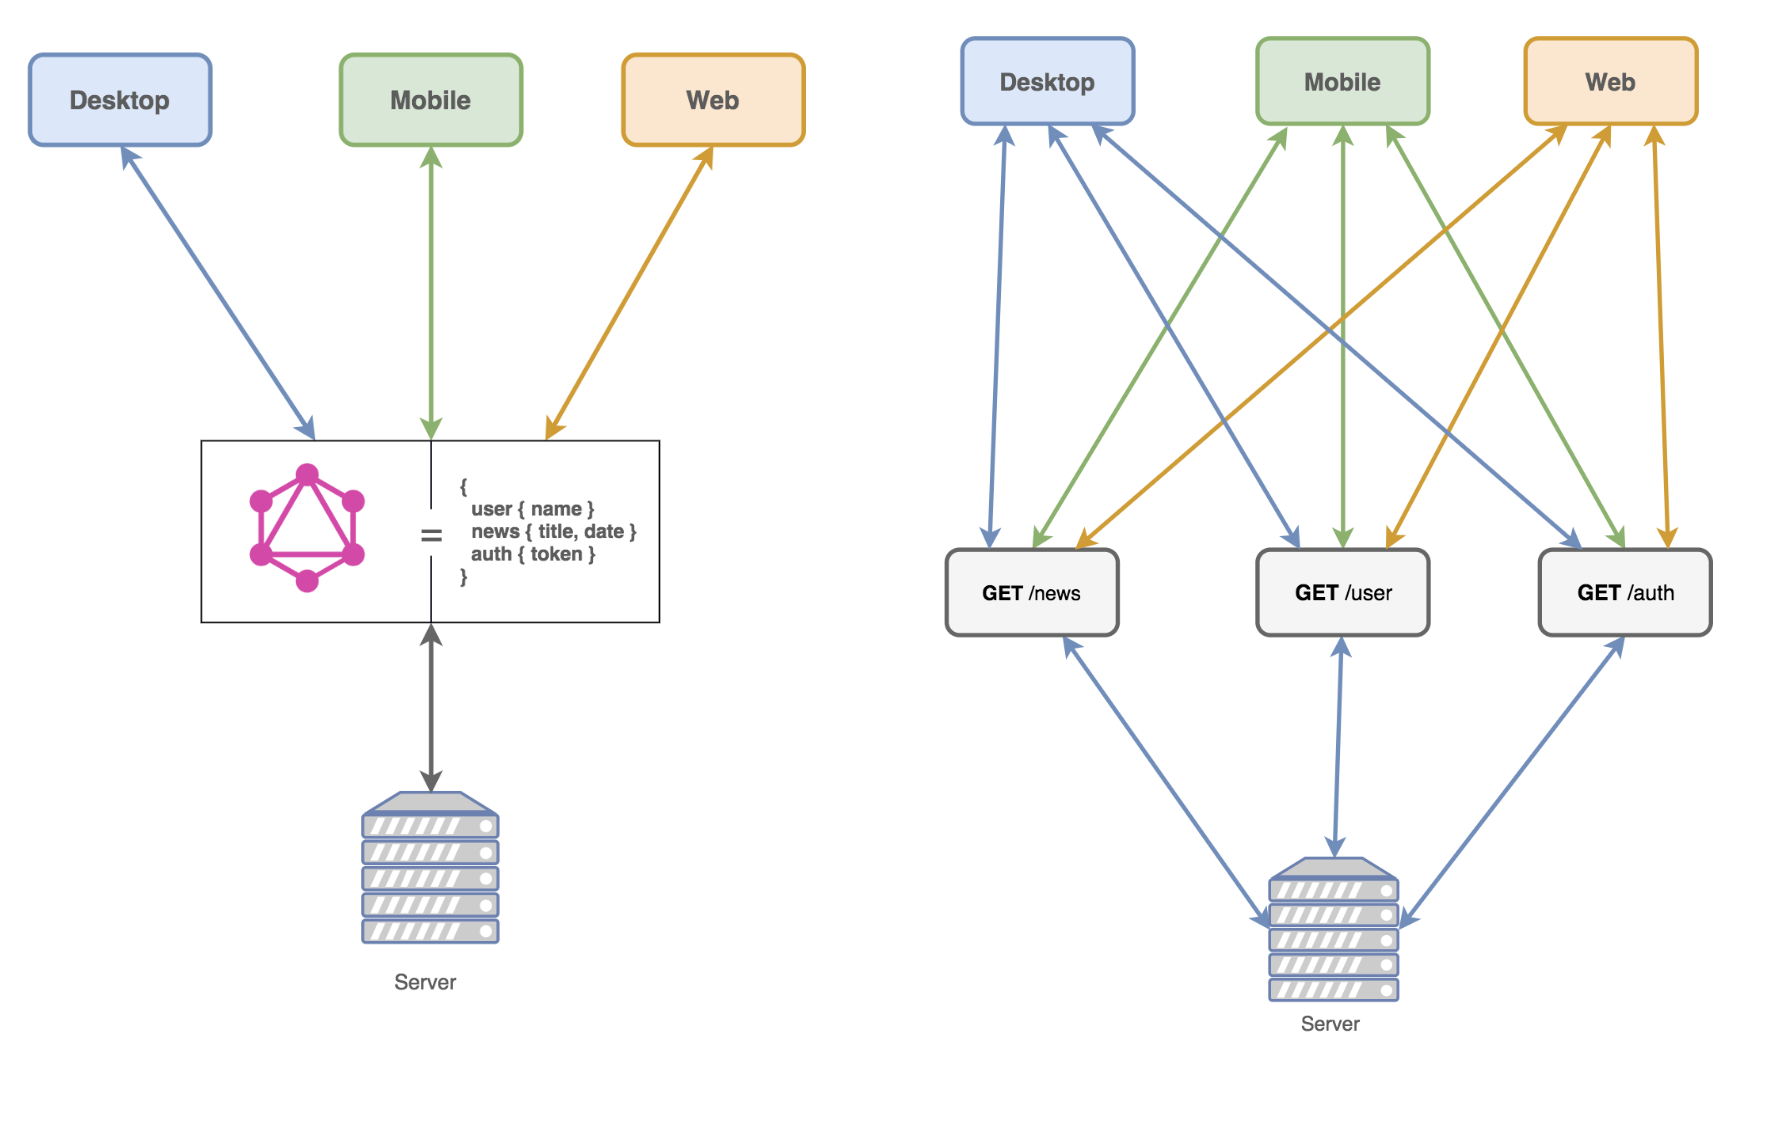 Desktop
Mobile
Web
{
user { name }
=
news { title, date }
auth { token }
}
Server
Desktop
Mobile
Web
GET /news
GET /user
GET /auth
Server